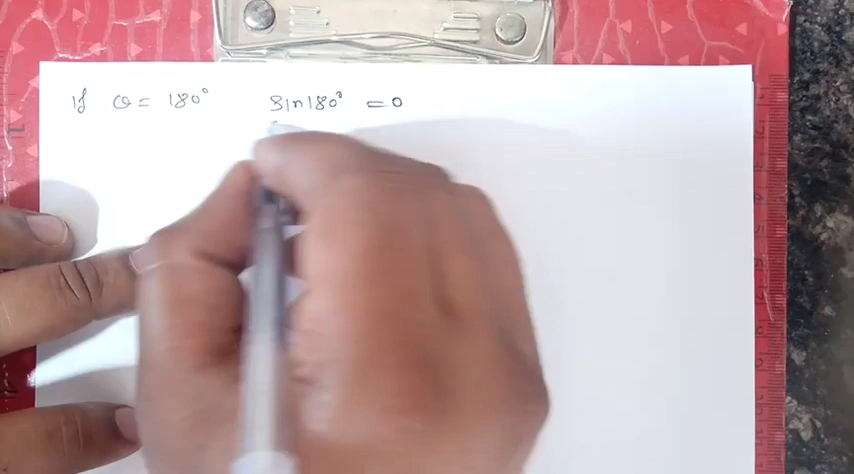 If θ = 180° Sin180° = 0